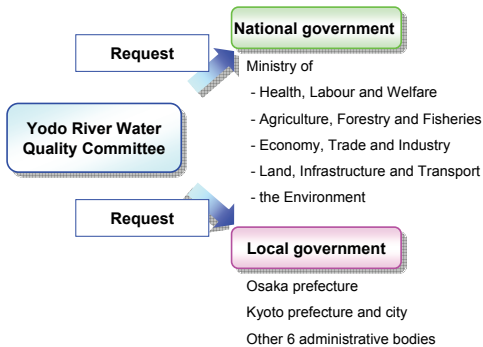 National government
Request
Ministry of
- Health, Labour and Welfare
- Agriculture, Forestry and Fisheries
- Economy, Trade and Industry
- Land, Infrastructure and Transport
- the Environment
Yodo River Water
Quality Committee
Request
Local government
Osaka prefecture
Kyoto prefecture and city
Other 6 administrative bodies